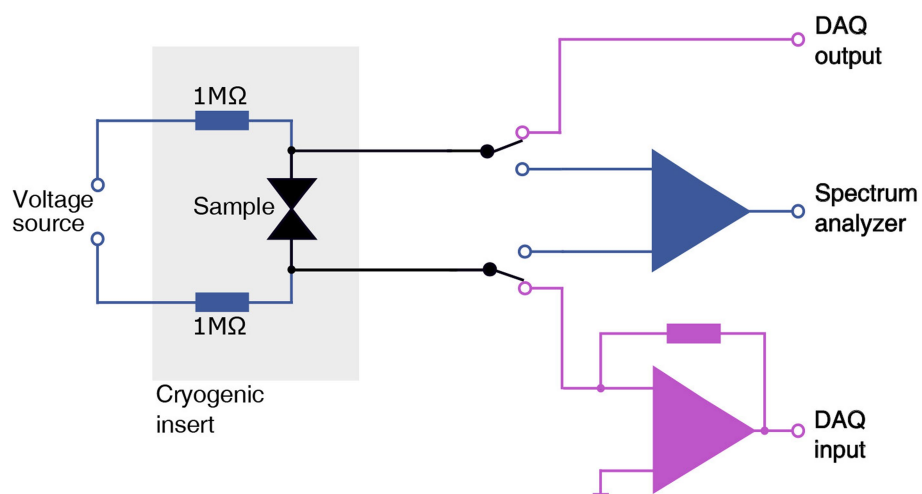 DAQ
output
1MΩ
Voltage
source
Sample
Spectrum
analyzer
1MΩ
Cryogenic
insert
DAQ
input